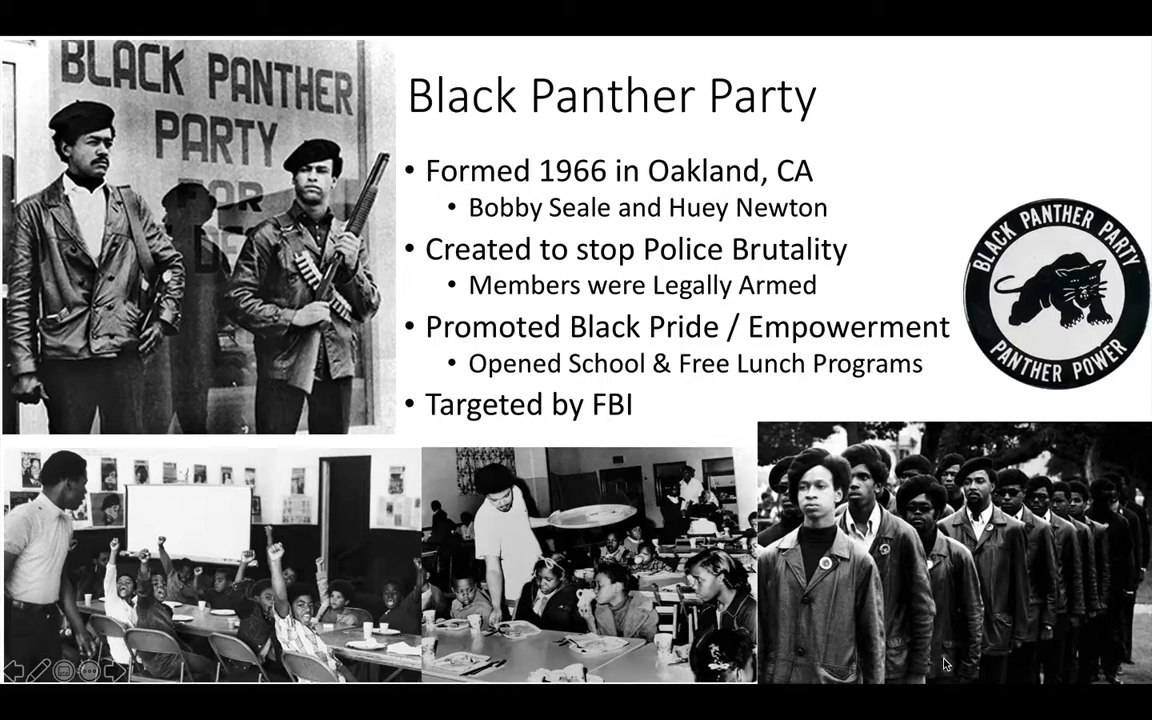 BLACK PANTHER
PARTY
FOR
Black Panther Party
• Formed 1966 in Oakland, CA
• Bobby Seale and Huey Newton
• Created to stop Police Brutality
• Members were Legally Armed
• Promoted Black Pride / Empowerment
• Opened School & Free Lunch Programs
• Targeted by FBI
BLACK PANTHER PARTY
PANTHER POWER